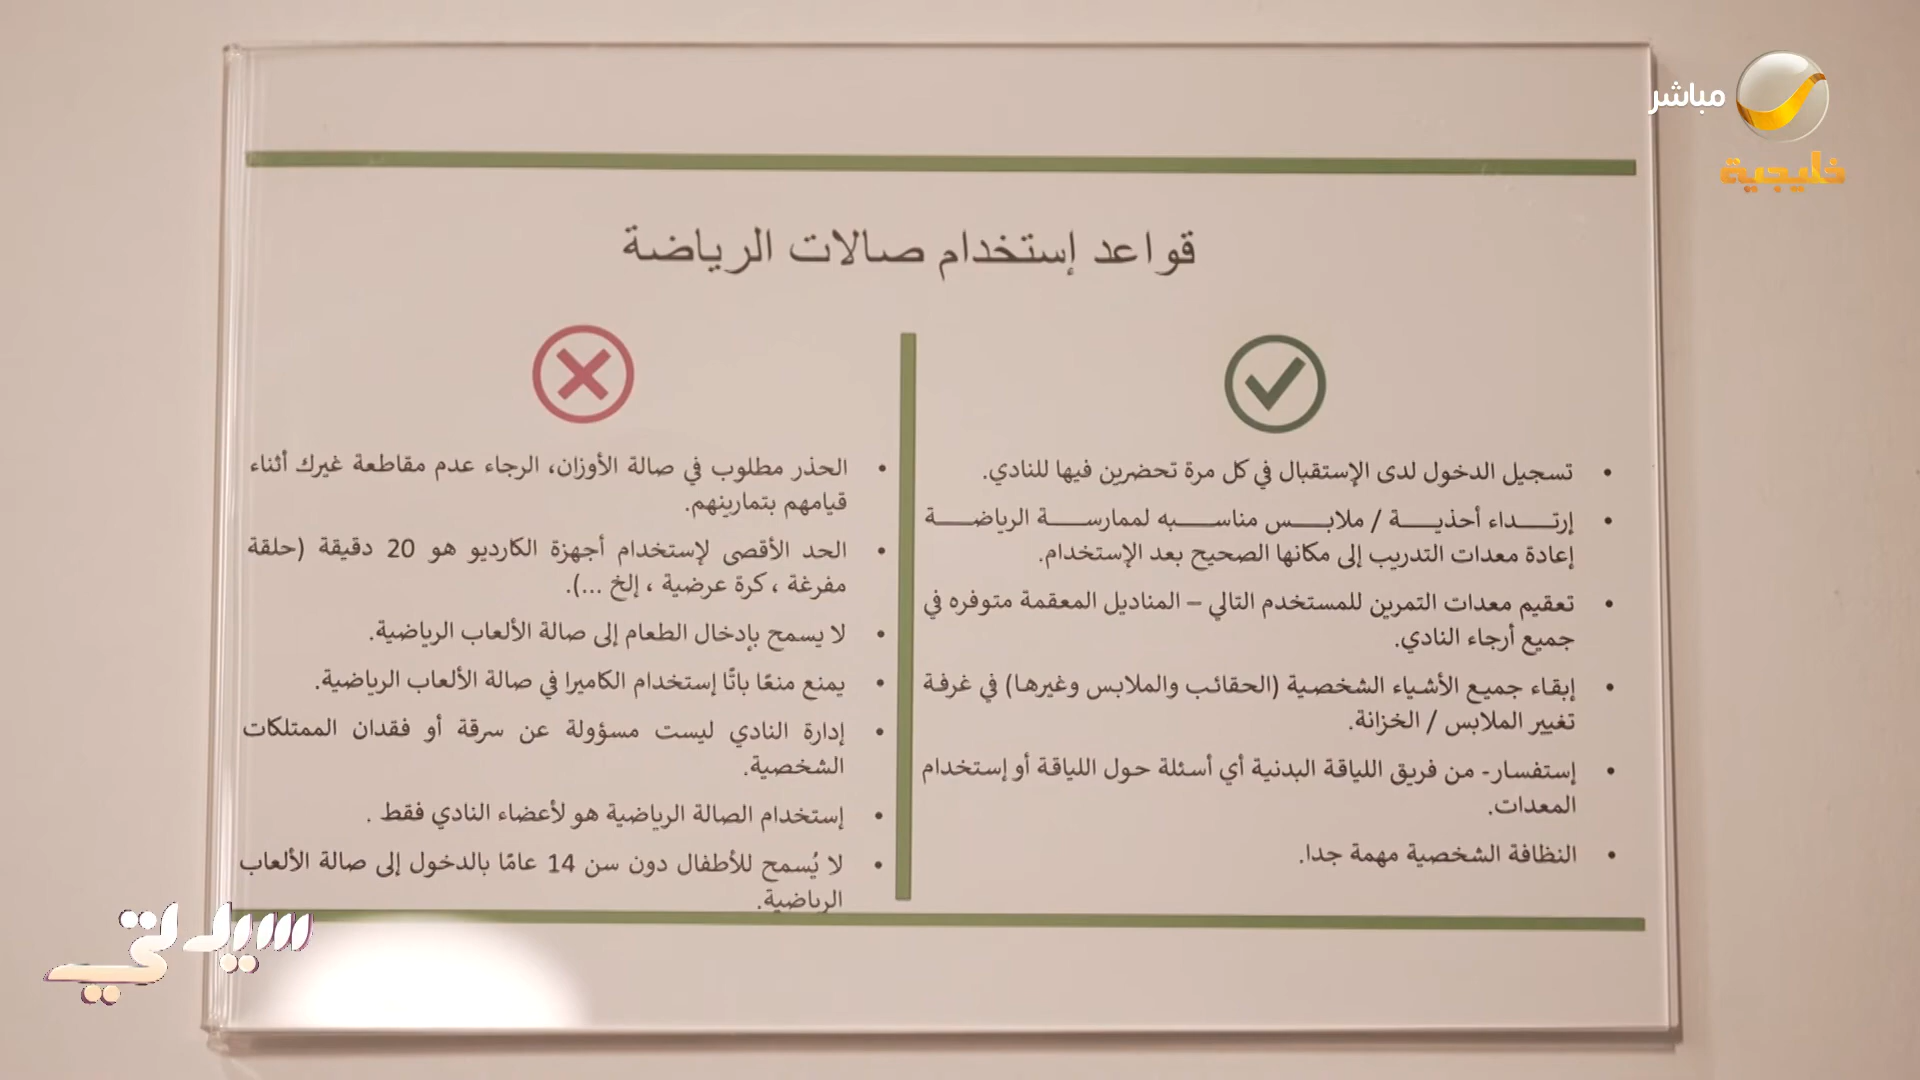 مباشر
خليجية
قواعد إستخدام صالات الرياضة
• تسجيل الدخول لدى الإستقبال في كل مرة تحضرين فيها للنادي.
• إرتــــداء أحذيــــة / ملابــــس مناســــبه لممارســــة الرياضــــة
إعادة معدات التدريب إلى مكانها الصحيح بعد الإستخدام.
• تعقيم معدات التمرين للمستخدم التالي – المناديل المعقمة متوفره في
جميع أرجاء النادي.
• إبقاء جميع الأشياء الشخصية (الحقائب والملابس وغيرها) في غرفة
تغيير الملابس / الخزانة.
• إستفسار- من فريق اللياقة البدنية أي أسئلة حول اللياقة أو إستخدام
المعدات.
• النظافة الشخصية مهمة جدا.
• الحذر مطلوب في صالة الأوزان، الرجاء عدم مقاطعة غيرك أثناء
قيامهم بتمارينهم.
• الحد الأقصى لإستخدام أجهزة الكارديو هو 20 دقيقة (حلقة
مفرغة ، كرة عرضية ، إلخ ...).
• لا يسمح بإدخال الطعام إلى صالة الألعاب الرياضية.
• يمنع منعًا باتًا إستخدام الكاميرا في صالة الألعاب الرياضية.
• إدارة النادي ليست مسؤولة عن سرقة أو فقدان الممتلكات
الشخصية.
• إستخدام الصالة الرياضية هو لأعضاء النادي فقط .
• لا يُسمح للأطفال دون سن 14 عامًا بالدخول إلى صالة الألعاب
الرياضية.
سيدتي